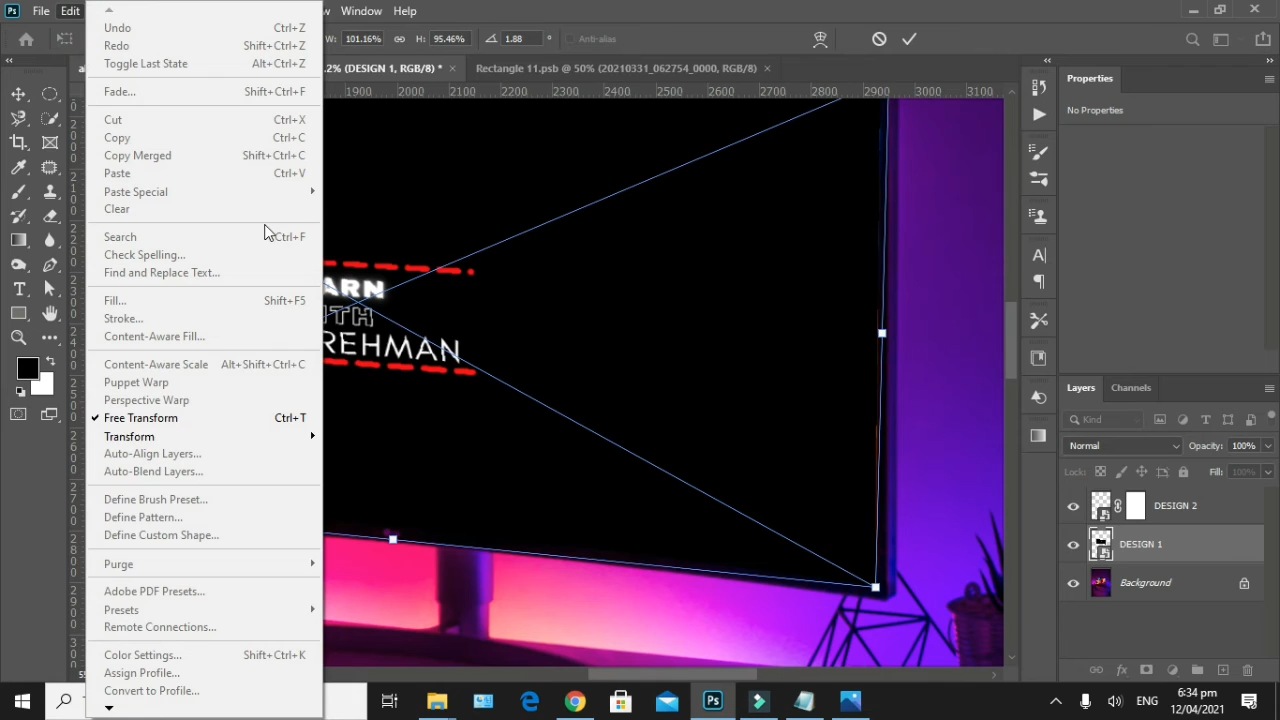 Ps File Edit Window Help
W: 101.16% H: 95.46% 1.88 ° Anti-alias
.2% (DESIGN 1, RGB/8) * × Rectangle 11.psb @ 50% (20210331_062754_0000, RGB/8) ×
1900 2000 2100 2200 2300 2400 2500 2600 2700 2800 2900 3000
Undo Ctrl+Z
Redo Shift+Ctrl+Z
Toggle Last State Alt+Ctrl+Z
Fade... Shift+Ctrl+F
Cut Ctrl+X
Copy Ctrl+C
Copy Merged Shift+Ctrl+C
Paste Ctrl+V
Paste Special
Clear
Search Ctrl+F
Check Spelling...
Find and Replace Text...
Fill... Shift+F5
Stroke...
Content-Aware Fill...
Content-Aware Scale Alt+Shift+Ctrl+C
Puppet Warp
Perspective Warp
Free Transform Ctrl+T
Transform
Auto-Align Layers...
Auto-Blend Layers...
Define Brush Preset...
Define Pattern...
Define Custom Shape...
Purge
Adobe PDF Presets...
Presets
Remote Connections...
Color Settings... Shift+Ctrl+K
Assign Profile...
Convert to Profile...
ARN
ITH
REHMAN
Properties
No Properties
Layers Channels
Kind
Normal Opacity: 100%
Lock: Fill: 100%
DESIGN 2
DESIGN 1
Background
ENG
6:34 pm
12/04/2021